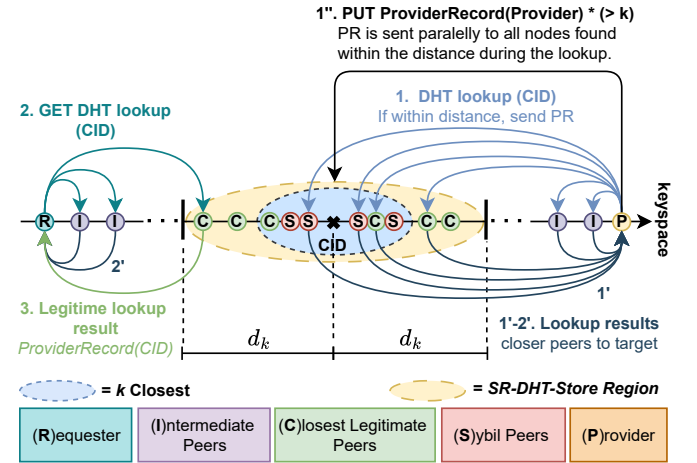 1". PUT ProviderRecord(Provider) * (> k)
PR is sent paralelly to all nodes found
within the distance during the lookup.
2. GET DHT lookup
(CID)
1. DHT lookup (CID)
If within distance, send PR
keyspace
R I I ... C C C S S S C S C C ... I I P
CID
2'
1'
3. Legitime lookup
result
ProviderRecord(CID)
1'-2'. Lookup results
closer peers to target
d_k d_k
= k Closest
= SR-DHT-Store Region
(R)equester
(I)ntermediate
Peers
(C)losest Legitimate
Peers
(S)ybil Peers
(P)rovider